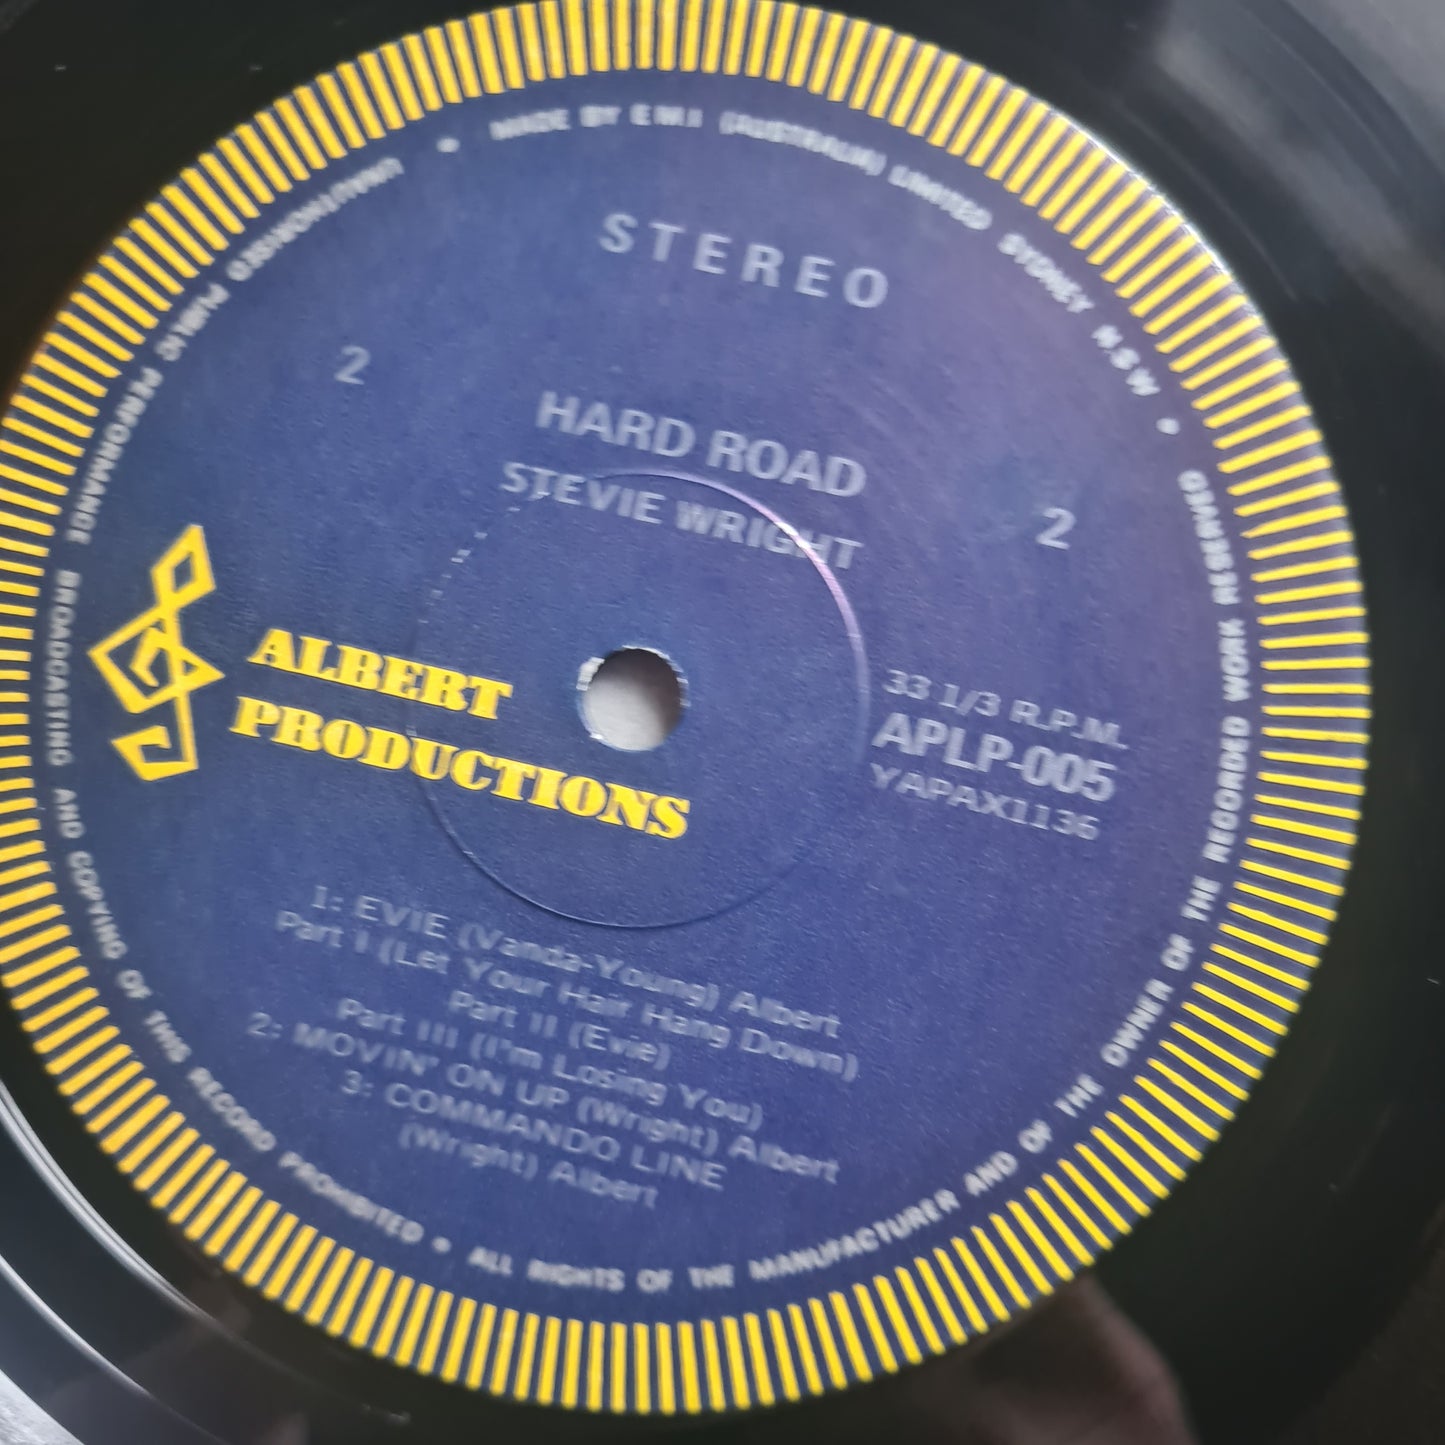 MADE BY E.M.I. (AUSTRALIA) LIMITED SYDNEY N.S.W.
STEREO
2
2
HARD ROAD
STEVIE WRIGHT
ALBERT
PRODUCTIONS
33 1/3 R.P.M.
APLP-005
YAPAX1136
1: EVIE (Vanda-Young) Albert
Part I (Let Your Hair Hang Down)
Part II (Evie)
Part III (I'm Losing You)
2: MOVIN' ON UP (Wright) Albert
3: COMMANDO LINE
(Wright) Albert
ALL RIGHTS OF THE MANUFACTURER AND OF THE OWNER OF THE RECORDED WORK RESERVED
UNAUTHORISED PUBLIC PERFORMANCE BROADCASTING AND COPYING OF THIS RECORD PROHIBITED